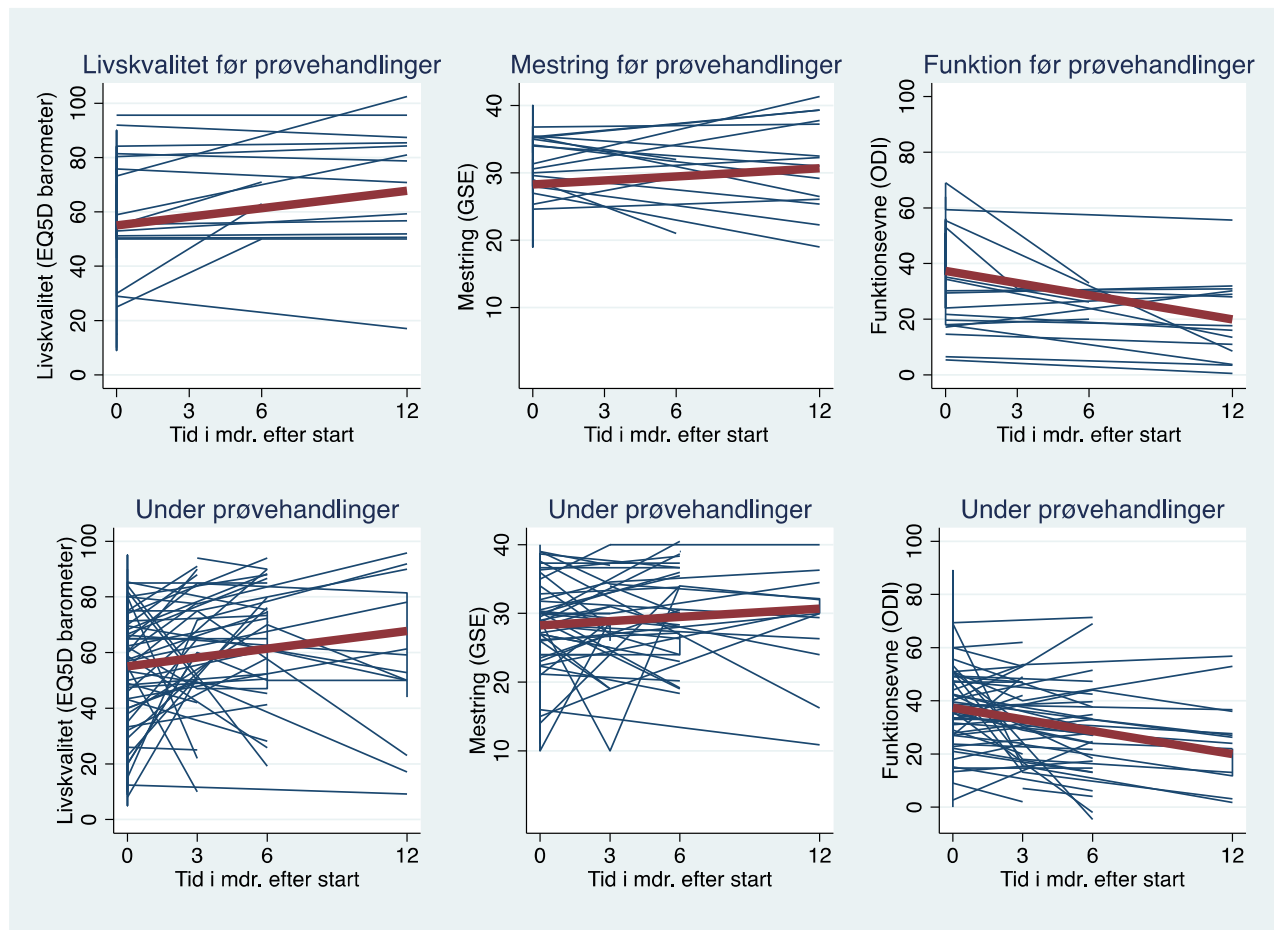 Livskvalitet før prøvehandlinger
Livskvalitet (EQ5D barometer)
100
80
60
40
20
0
0 3 6 12
Tid i mdr. efter start
Mestring før prøvehandlinger
Mestring (GSE)
40
30
20
10
0 3 6 12
Tid i mdr. efter start
Funktion før prøvehandlinger
Funktionsevne (ODI)
100
80
60
40
20
0
0 3 6 12
Tid i mdr. efter start
Under prøvehandlinger
Livskvalitet (EQ5D barometer)
100
80
60
40
20
0
0 3 6 12
Tid i mdr. efter start
Under prøvehandlinger
Mestring (GSE)
40
30
20
10
0 3 6 12
Tid i mdr. efter start
Under prøvehandlinger
Funktionsevne (ODI)
100
80
60
40
20
0
0 3 6 12
Tid i mdr. efter start